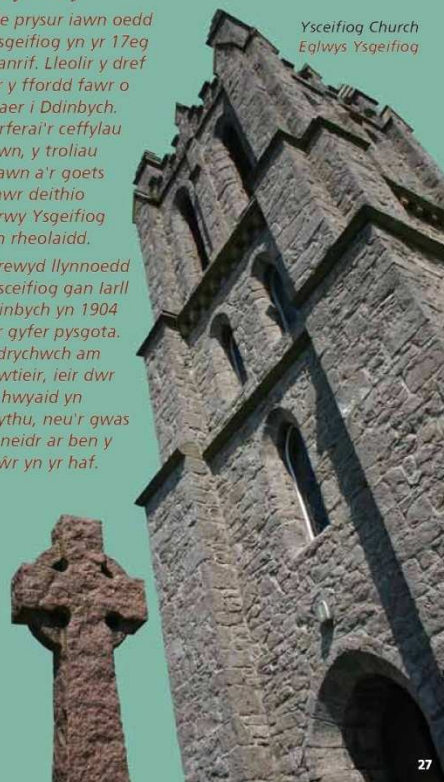 e prysur iawn oedd
sgeifiog yn yr 17eg
anrif. Lleolir y dref
r y ffordd fawr o
aer i Ddinbych.
rferai'r ceffylau
wn, y troliau
awn a'r goets
awr deithio
rwy Ysgeifiog
n rheolaidd.
rewyd llynnoedd
sceifiog gan Iarll
inbych yn 1904
r gyfer pysgota.
drychwch am
wtieir, ieir dwr
hwyaid yn
ythu, neu'r gwas
neidr ar ben y
ŵr yn yr haf.
Ysceifiog Church
Eglwys Ysgeifiog
27